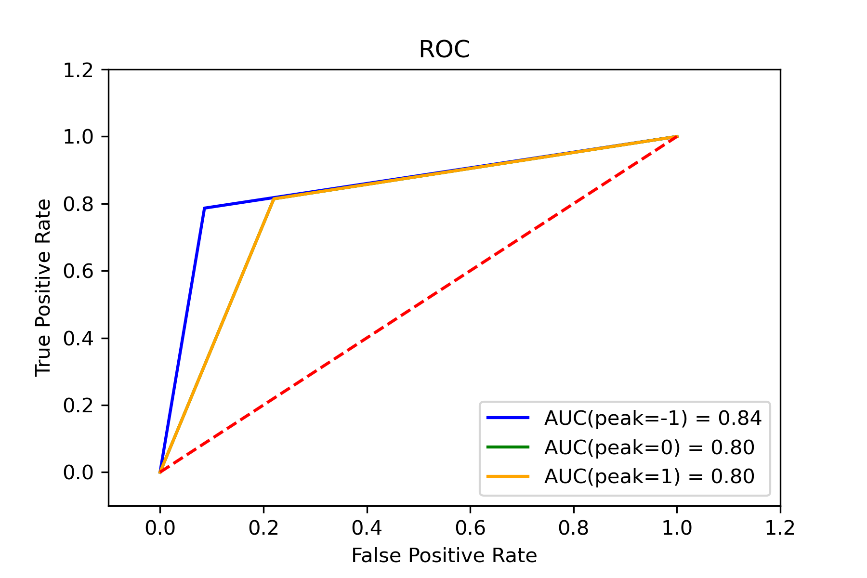 ROC
1.2
1.0
0.8
0.6
0.4
0.2
0.0
True Positive Rate
AUC(peak=-1) = 0.84
AUC(peak=0) = 0.80
AUC(peak=1) = 0.80
0.0 0.2 0.4 0.6 0.8 1.0 1.2
False Positive Rate